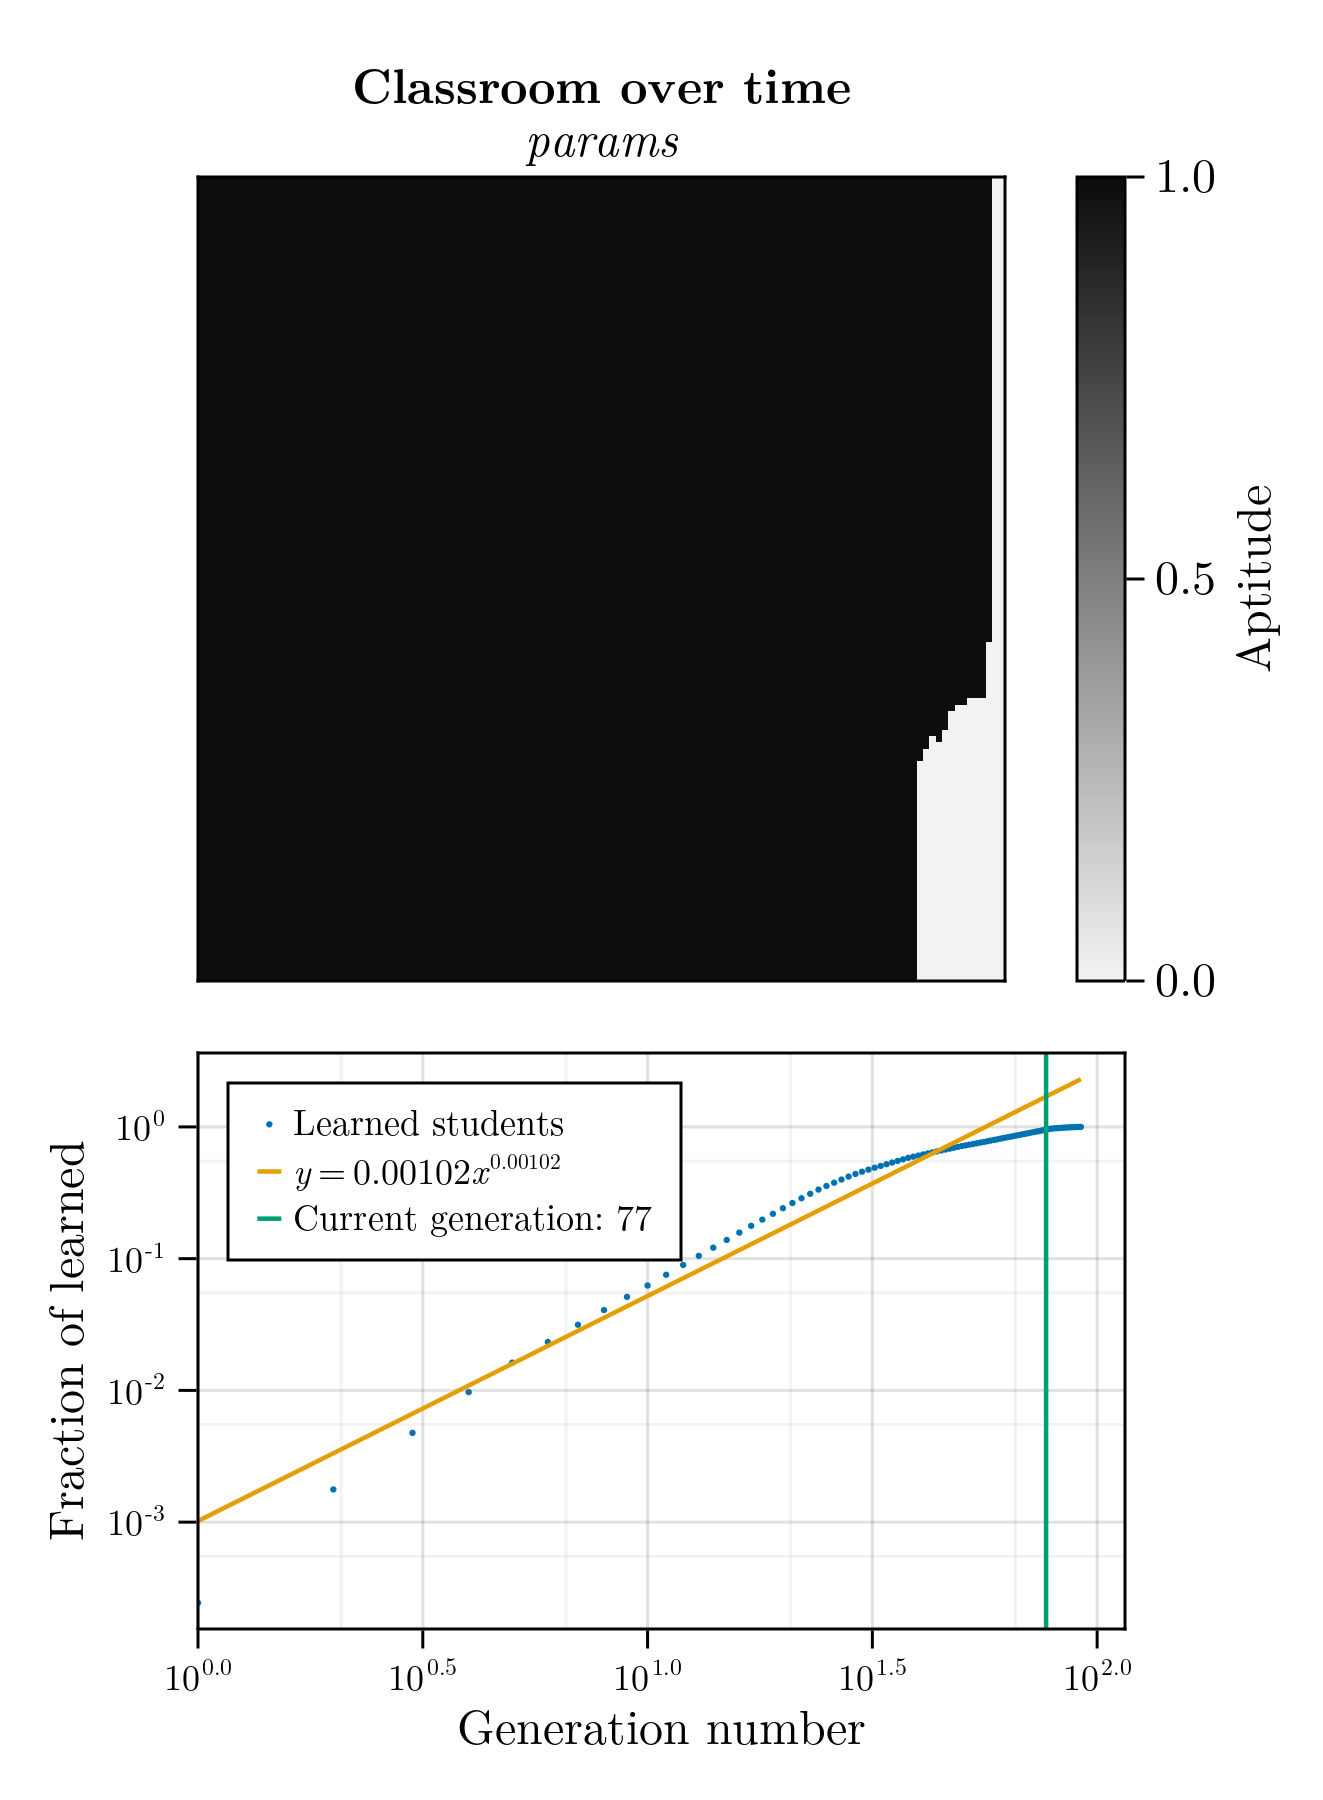 Classroom over time
params
1.0
0.5
0.0
Aptitude
Learned students
y = 0.00102x^0.00102
Current generation: 77
10^0
10^-1
10^-2
10^-3
Fraction of learned
10^0.0 10^0.5 10^1.0 10^1.5 10^2.0
Generation number